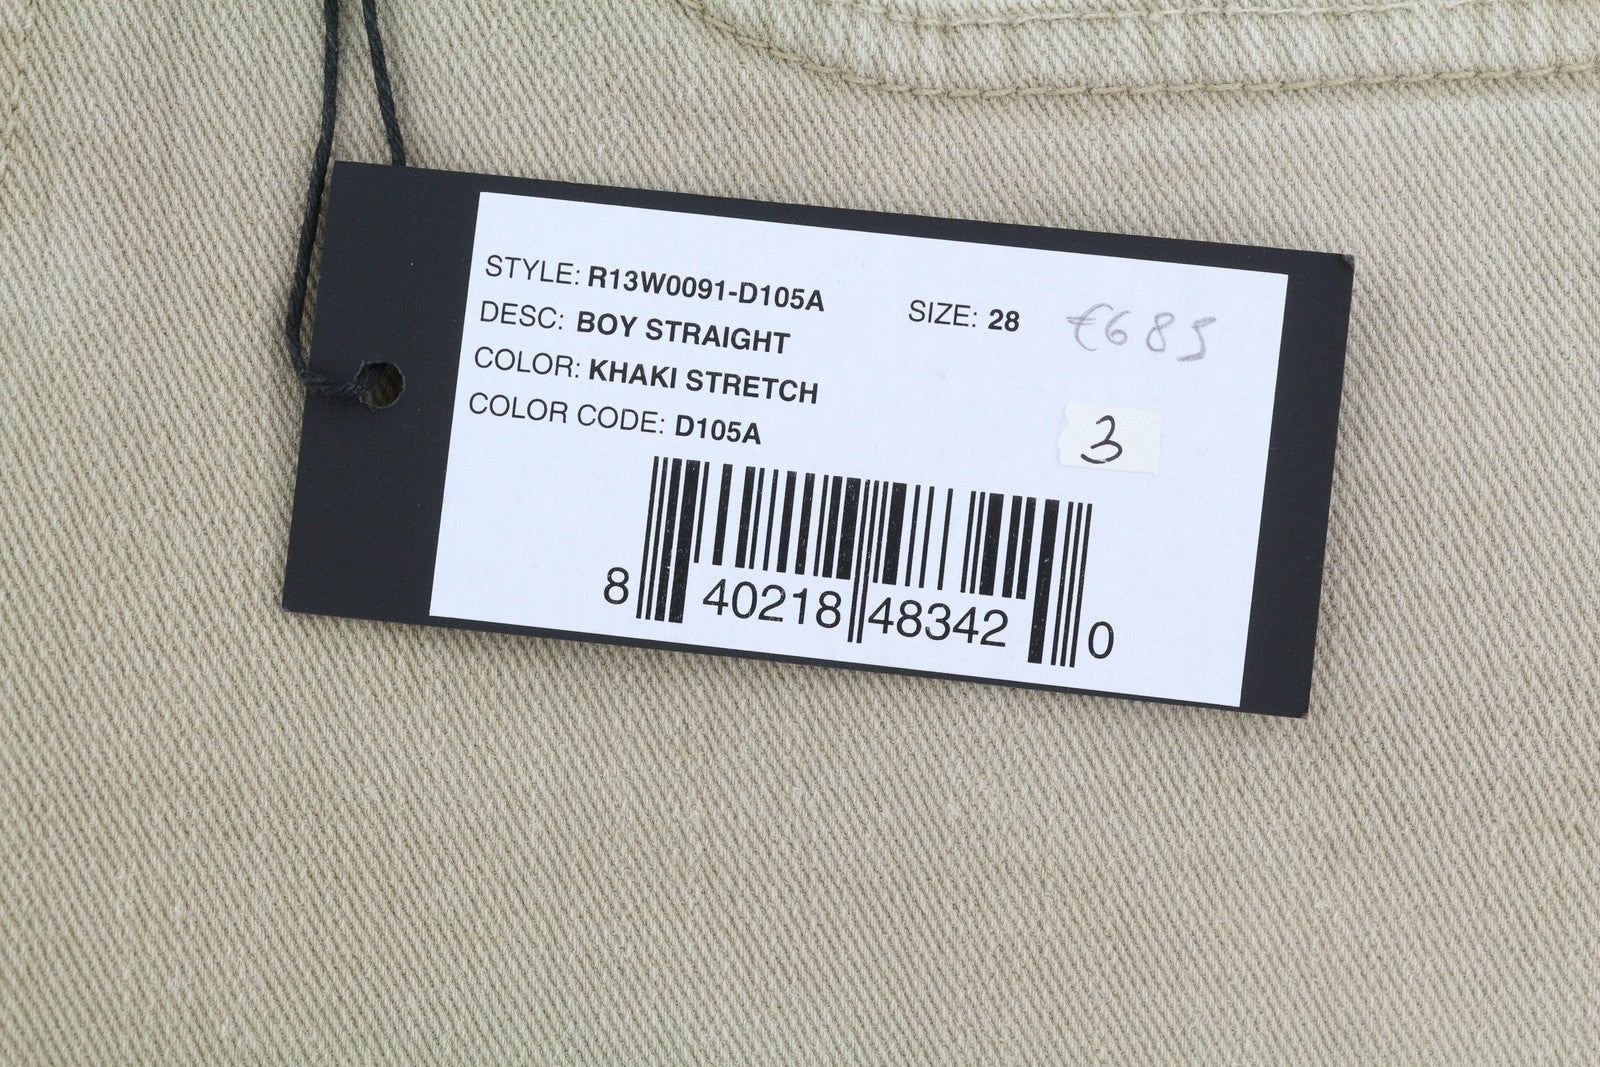 STYLE: R13W0091-D105A SIZE: 28 €685
DESC: BOY STRAIGHT
COLOR: KHAKI STRETCH
COLOR CODE: D105A
3
8 40218 48342 0